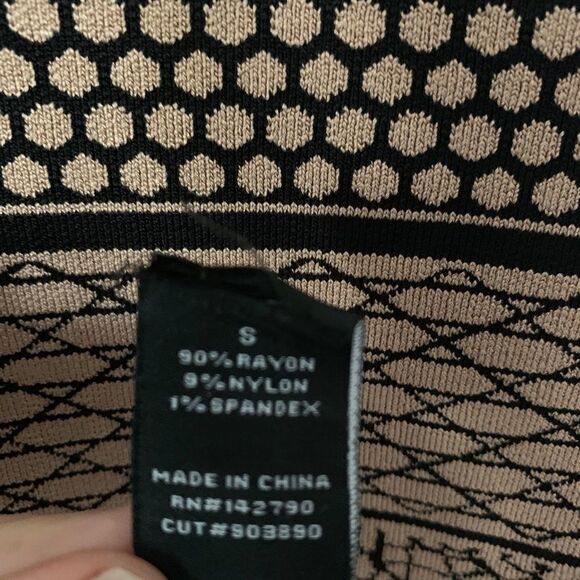 S
90% RAYON
9% NYLON
1% SPANDEX
MADE IN CHINA
RN#142790
CUT#903890